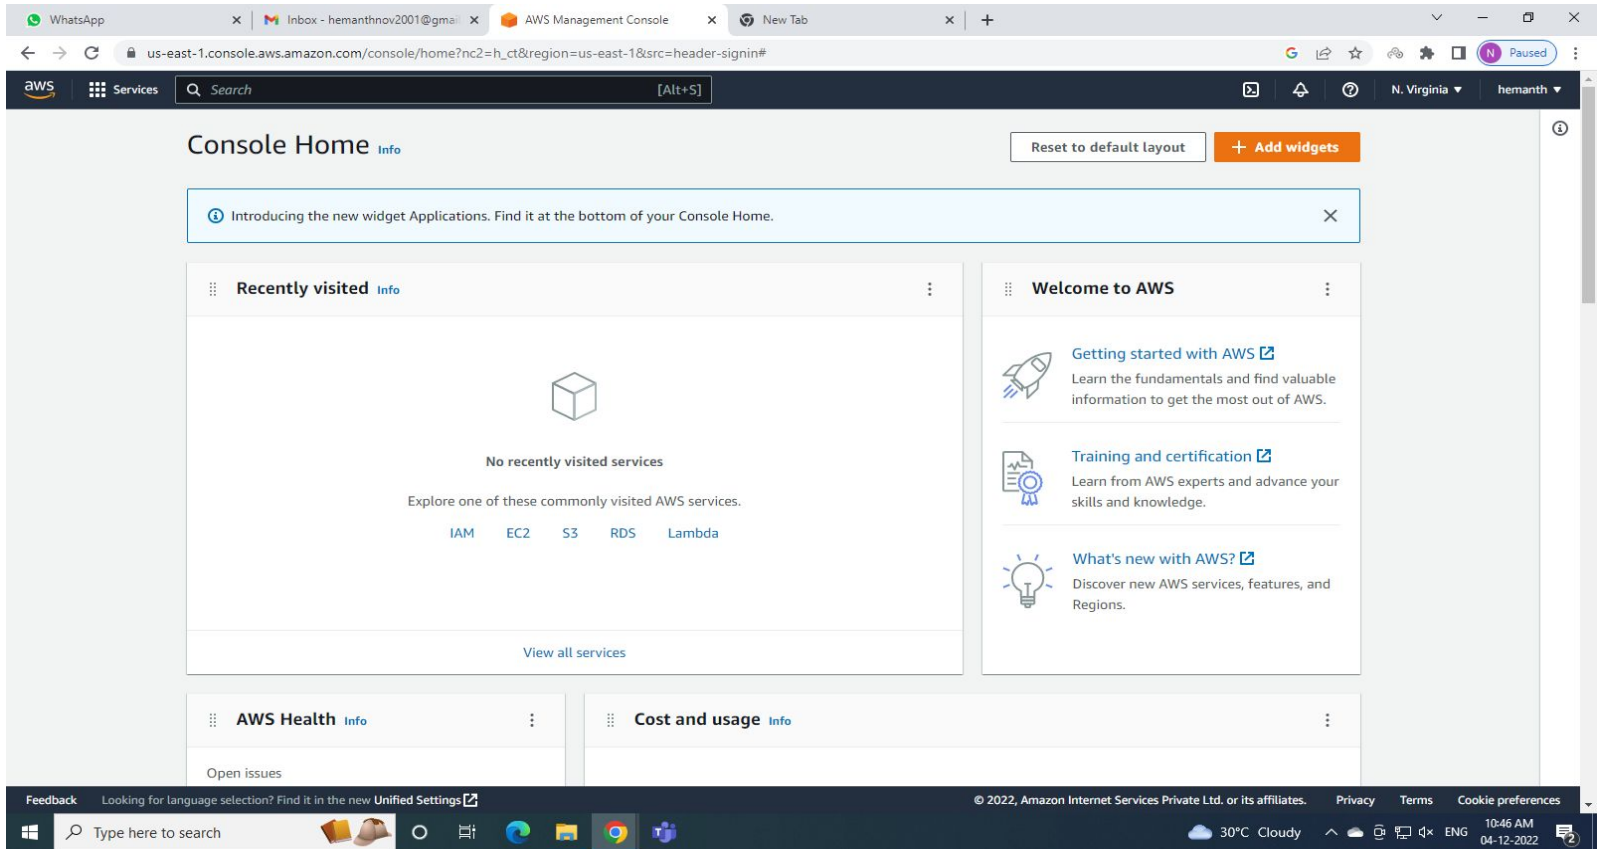 WhatsApp
Inbox - hemanthnov2001@gmai
AWS Management Console
New Tab
us-east-1.console.aws.amazon.com/console/home?nc2=h_ct&region=us-east-1&src=header-signin#
N Paused
aws Services Search [Alt+S] N. Virginia hemanth
Console Home Info
Reset to default layout
Add widgets
Introducing the new widget Applications. Find it at the bottom of your Console Home.
Recently visited Info
No recently visited services
Explore one of these commonly visited AWS services.
IAM EC2 S3 RDS Lambda
View all services
Welcome to AWS
Getting started with AWS
Learn the fundamentals and find valuable
information to get the most out of AWS.
Training and certification
Learn from AWS experts and advance your
skills and knowledge.
What's new with AWS?
Discover new AWS services, features, and
Regions.
AWS Health Info
Open issues
Cost and usage Info
Feedback Looking for language selection? Find it in the new Unified Settings © 2022, Amazon Internet Services Private Ltd. or its affiliates. Privacy Terms Cookie preferences
Type here to search
30°C Cloudy
ENG
10:46 AM
04-12-2022
2